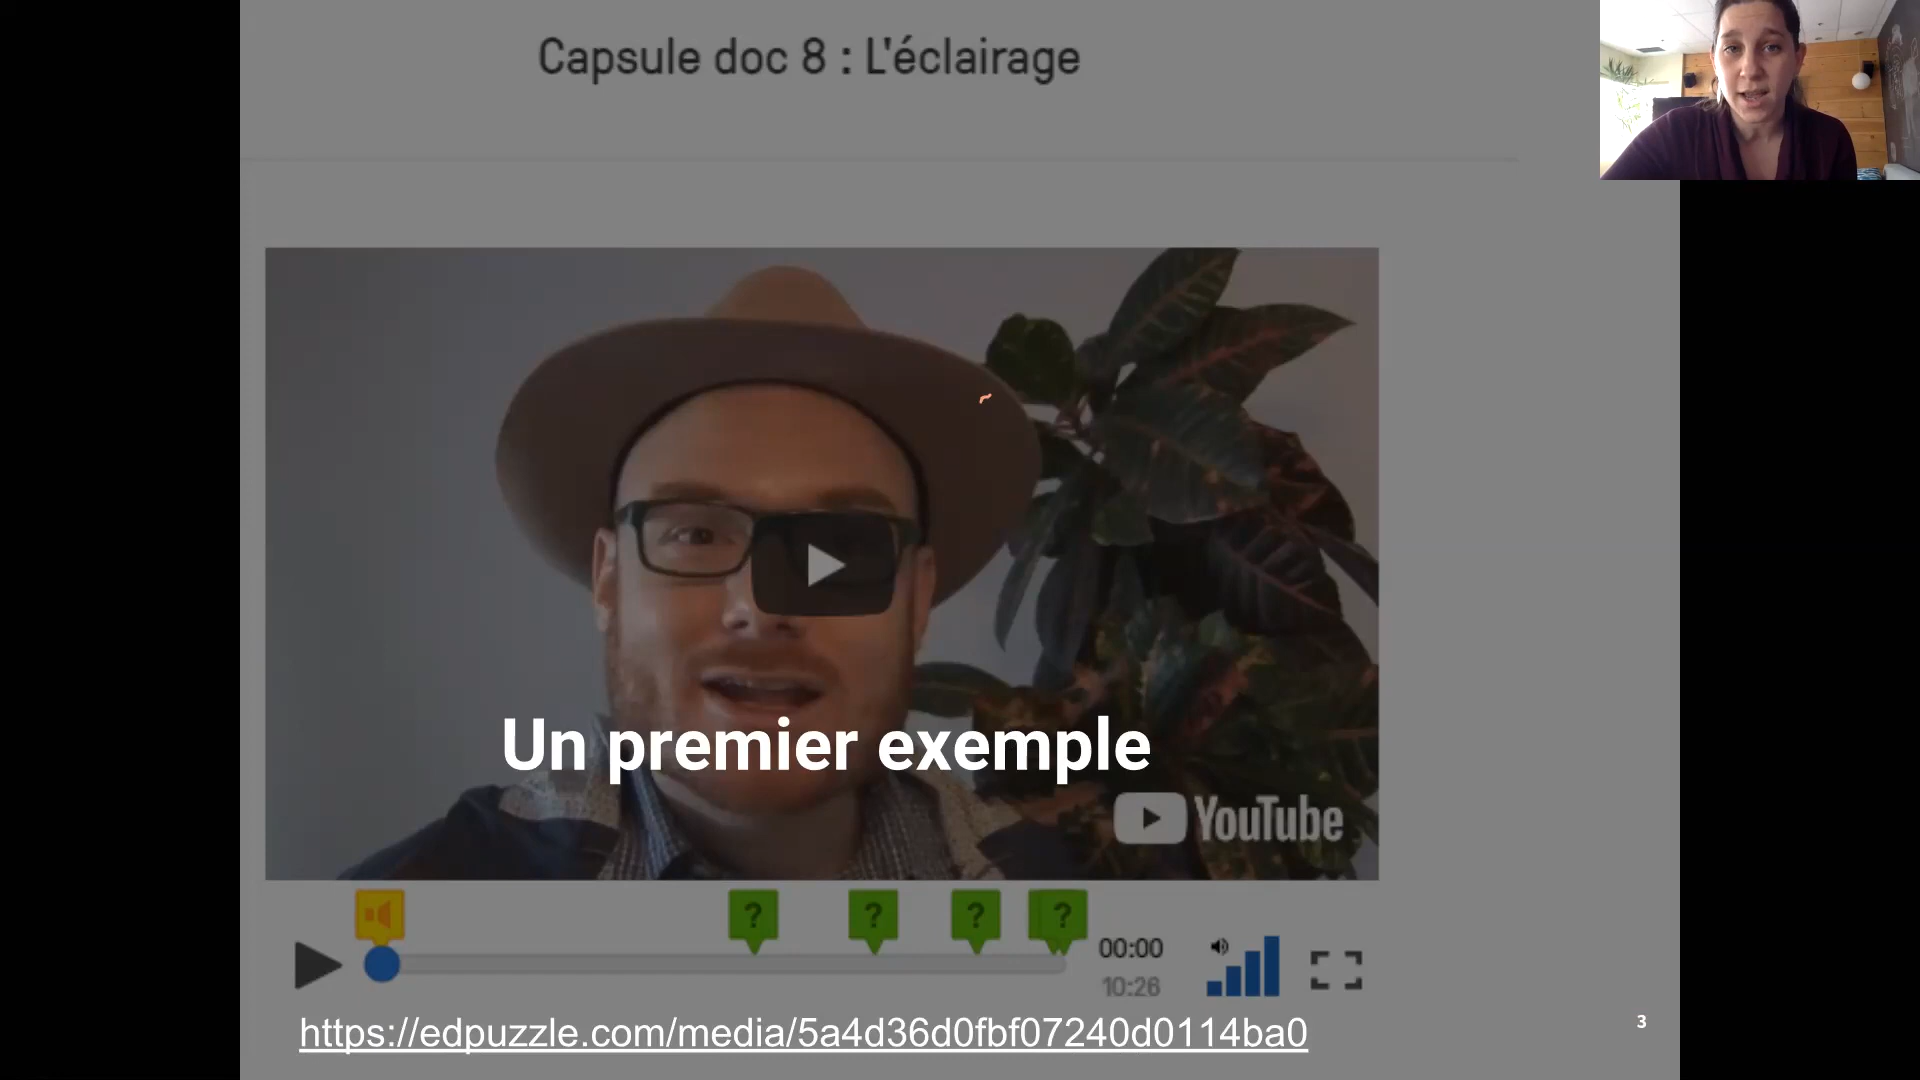 Capsule doc 8 : L'éclairage
Un premier exemple
YouTube
? ? ? ?
00:00
10:26
https://edpuzzle.com/media/5a4d36d0fbf07240d0114ba0
3